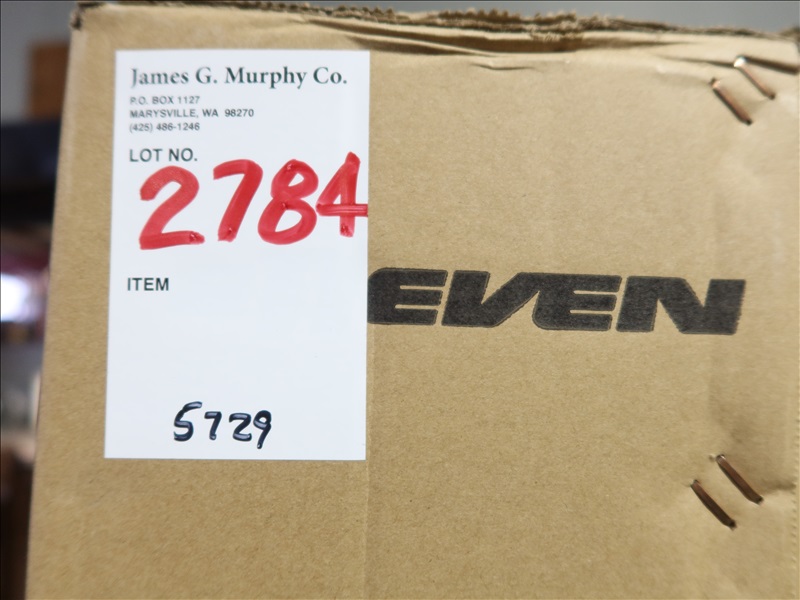 James G. Murphy Co.
P.O. BOX 1127
MARYSVILLE, WA 98270
(425) 486-1246
LOT NO.
2784
EVEN
ITEM
5729